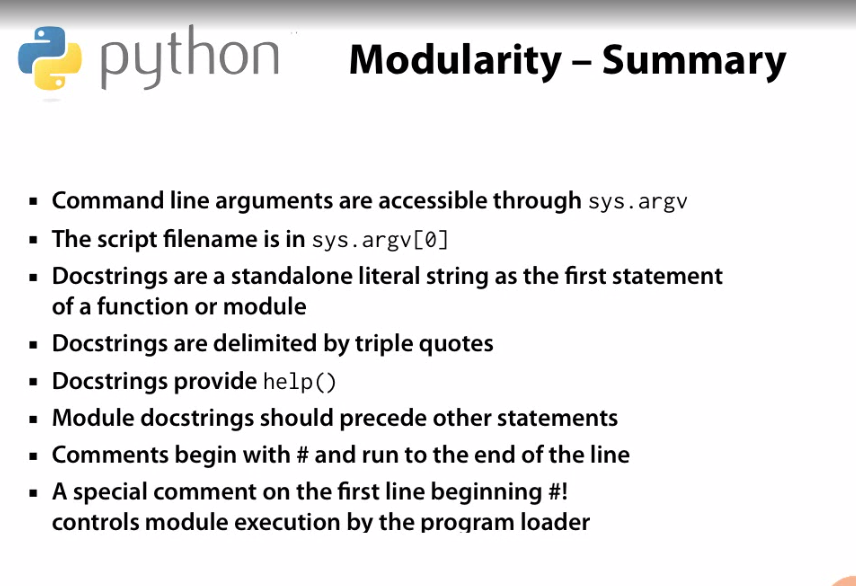 python
Modularity – Summary
▪ Command line arguments are accessible through sys.argv
▪ The script filename is in sys.argv[0]
▪ Docstrings are a standalone literal string as the first statement
of a function or module
▪ Docstrings are delimited by triple quotes
▪ Docstrings provide help()
▪ Module docstrings should precede other statements
▪ Comments begin with # and run to the end of the line
▪ A special comment on the first line beginning #!
controls module execution by the program loader